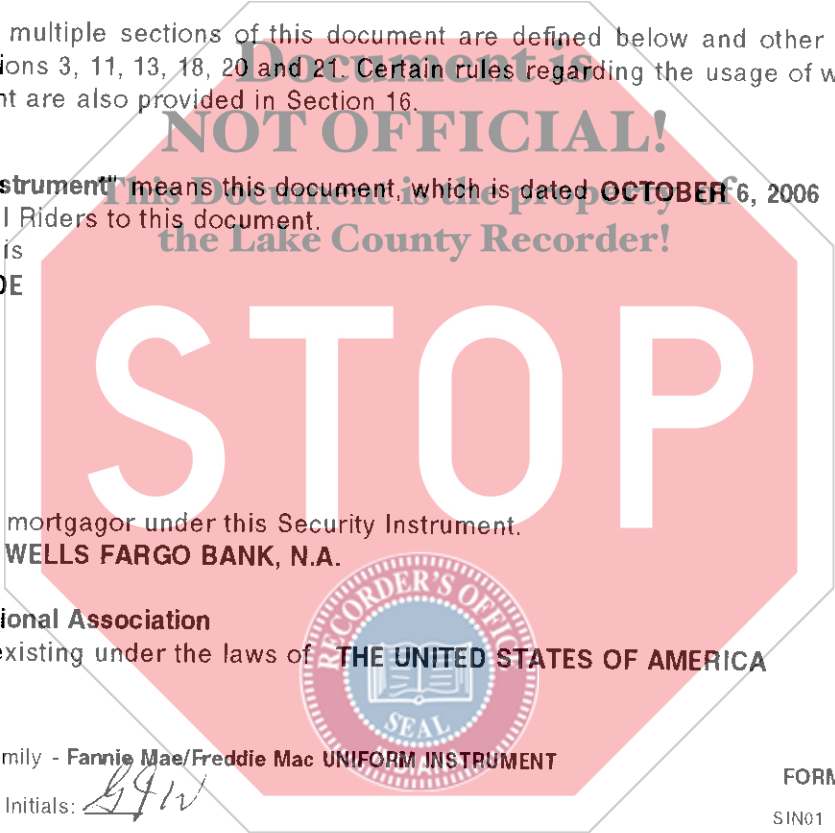 multiple sections of this document are defined below and other
Document is
ions 3, 11, 13, 18, 20 and 21. Certain rules regarding the usage of w
nt are also provided in Section 16.
NOT OFFICIAL!
strument" means this document, which is dated OCTOBER 6, 2006
This Document is the property of
l Riders to this document.
the Lake County Recorder!
is
DE
STOP
mortgagor under this Security Instrument.
WELLS FARGO BANK, N.A.
RECORDER'S OFFICE
ional Association
existing under the laws of THE UNITED STATES OF AMERICA
SEAL
INDIANA
mily - Fannie Mae/Freddie Mac UNIFORM INSTRUMENT
FORM
Initials: GJW
SIN01